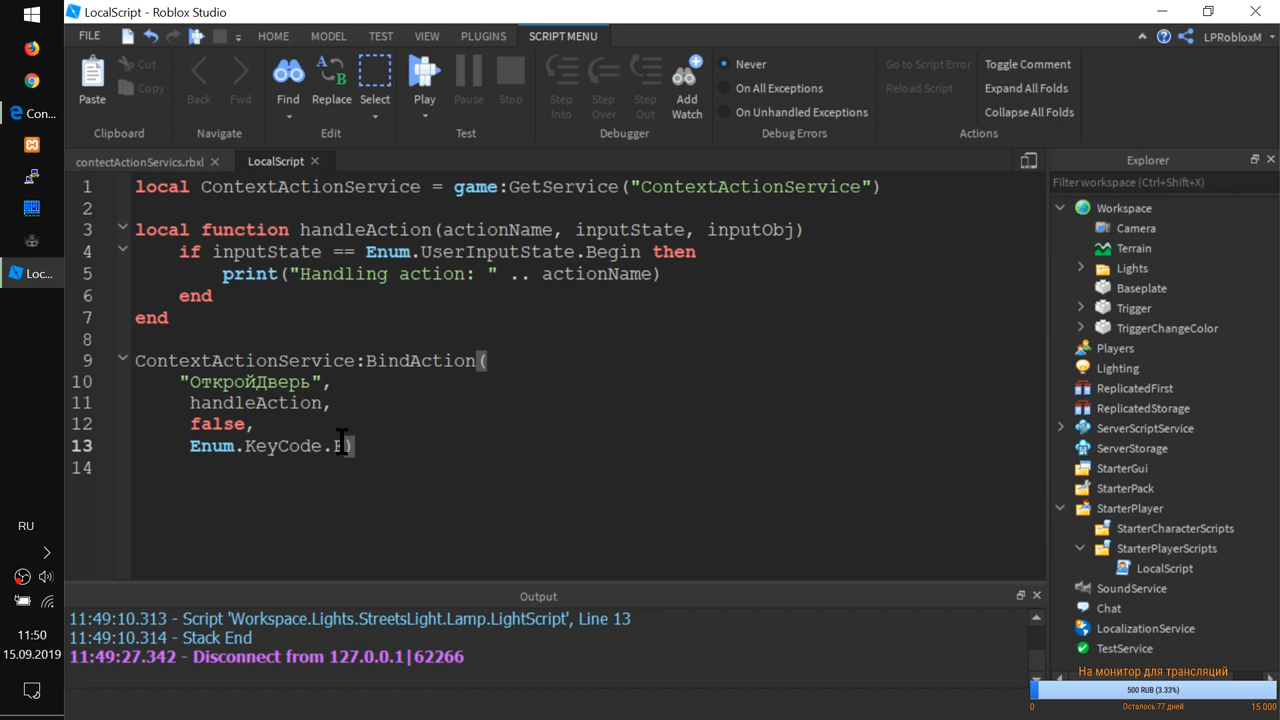 LocalScript - Roblox Studio
FILE HOME MODEL TEST VIEW PLUGINS SCRIPT MENU LPRobloxM
Paste Cut Copy Back Fwd Find Replace Select Play Pause Stop Step Into Step Over Step Out Add Watch
Never
On All Exceptions
On Unhandled Exceptions
Go to Script Error
Reload Script
Toggle Comment
Expand All Folds
Collapse All Folds
Clipboard Navigate Edit Test Debugger Debug Errors Actions
contectActionServics.rbxl LocalScript
1 local ContextActionService = game:GetService("ContextActionService")
2
3 local function handleAction(actionName, inputState, inputObj)
4 if inputState == Enum.UserInputState.Begin then
5 print("Handling action: " .. actionName)
6 end
7 end
8
9 ContextActionService:BindAction(
10 "ОткройДверь",
11 handleAction,
12 false,
13 Enum.KeyCode.E)
14
Explorer
Filter workspace (Ctrl+Shift+X)
Workspace
Camera
Terrain
Lights
Baseplate
Trigger
TriggerChangeColor
Players
Lighting
ReplicatedFirst
ReplicatedStorage
ServerScriptService
ServerStorage
StarterGui
StarterPack
StarterPlayer
StarterCharacterScripts
StarterPlayerScripts
LocalScript
SoundService
Chat
LocalizationService
TestService
Output
11:49:10.313 - Script 'Workspace.Lights.StreetsLight.Lamp.LightScript', Line 13
11:49:10.314 - Stack End
11:49:27.342 - Disconnect from 127.0.0.1|62266
Con...
Loc...
RU
11:50
15.09.2019
На монитор для трансляций
500 RUB (3.33%)
0 Осталось 77 дней 15 000